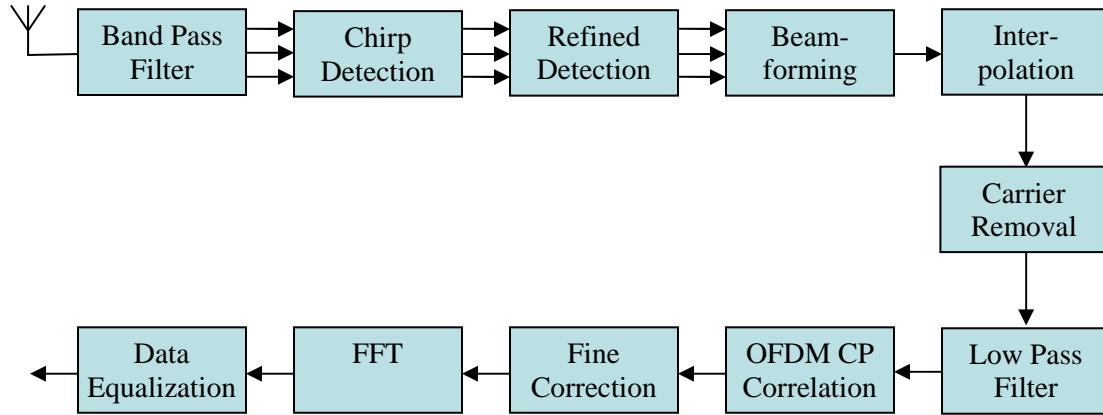 Band Pass
Filter
Chirp
Detection
Refined
Detection
Beam-
forming
Inter-
polation
Carrier
Removal
Data
Equalization
FFT
Fine
Correction
OFDM CP
Correlation
Low Pass
Filter